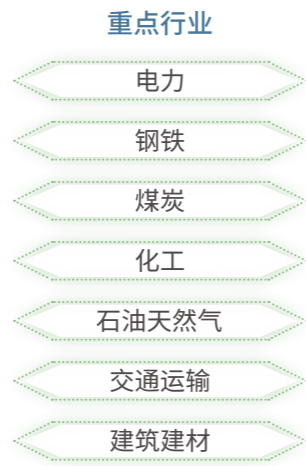 重点行业
电力
钢铁
煤炭
化工
石油天然气
交通运输
建筑建材